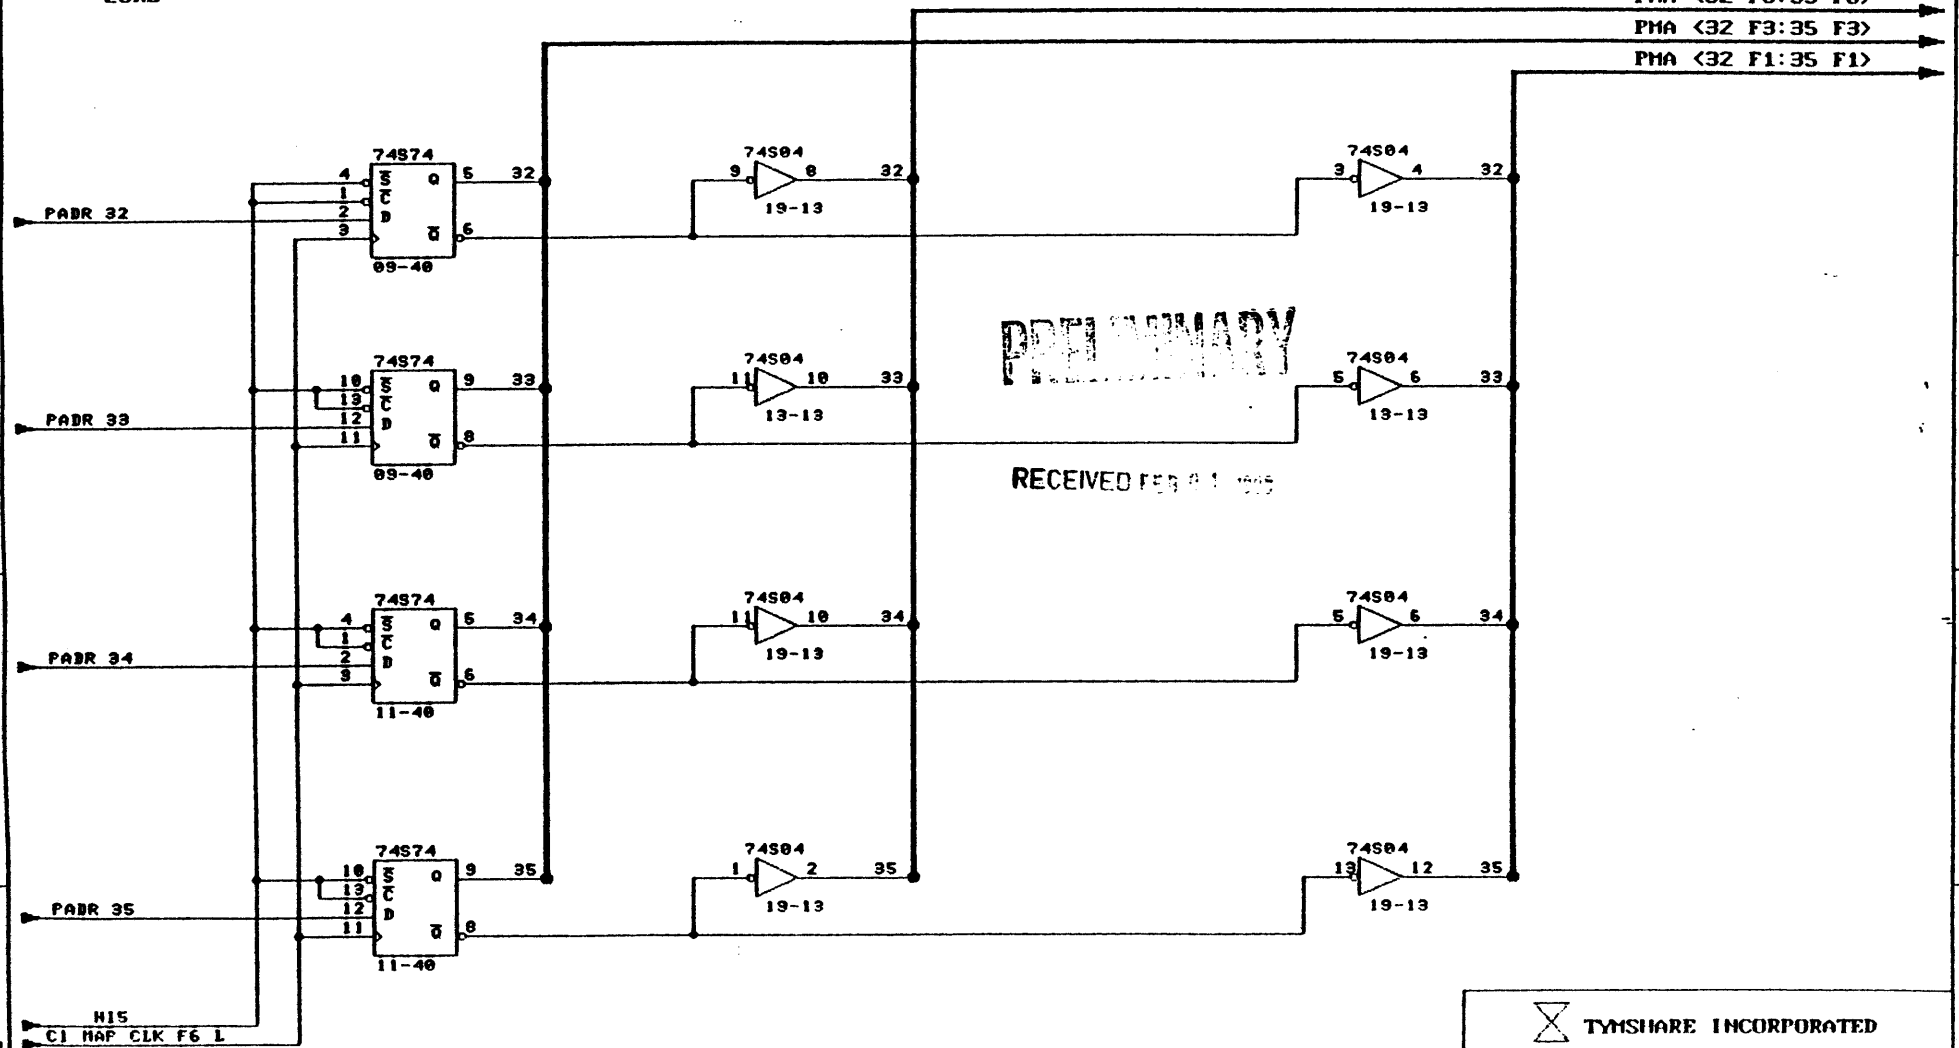 PMA <32 F3:35 F3>
PMA <32 F1:35 F1>
74S74
4 S Q 5 32
1 C
PADR 32 2 D
3 Q 6
09-40
74S04
9 8 32
19-13
74S04
3 4 32
19-13
PRELIMINARY
74S74
10 S Q 9 33
13 C
PADR 33 12 D
11 Q 8
09-40
74S04
11 10 33
13-13
74S04
5 6 33
13-13
RECEIVED FEB
74S74
4 S Q 5 34
1 C
PADR 34 2 D
3 Q 6
11-40
74S04
11 10 34
19-13
74S04
5 6 34
19-13
74S74
10 S Q 9 35
13 C
PADR 35 12 D
11 Q 8
11-40
74S04
1 2 35
19-13
74S04
13 12 35
19-13
H15
C1 MAP CLK F6 L
TYMSHARE INCORPORATED